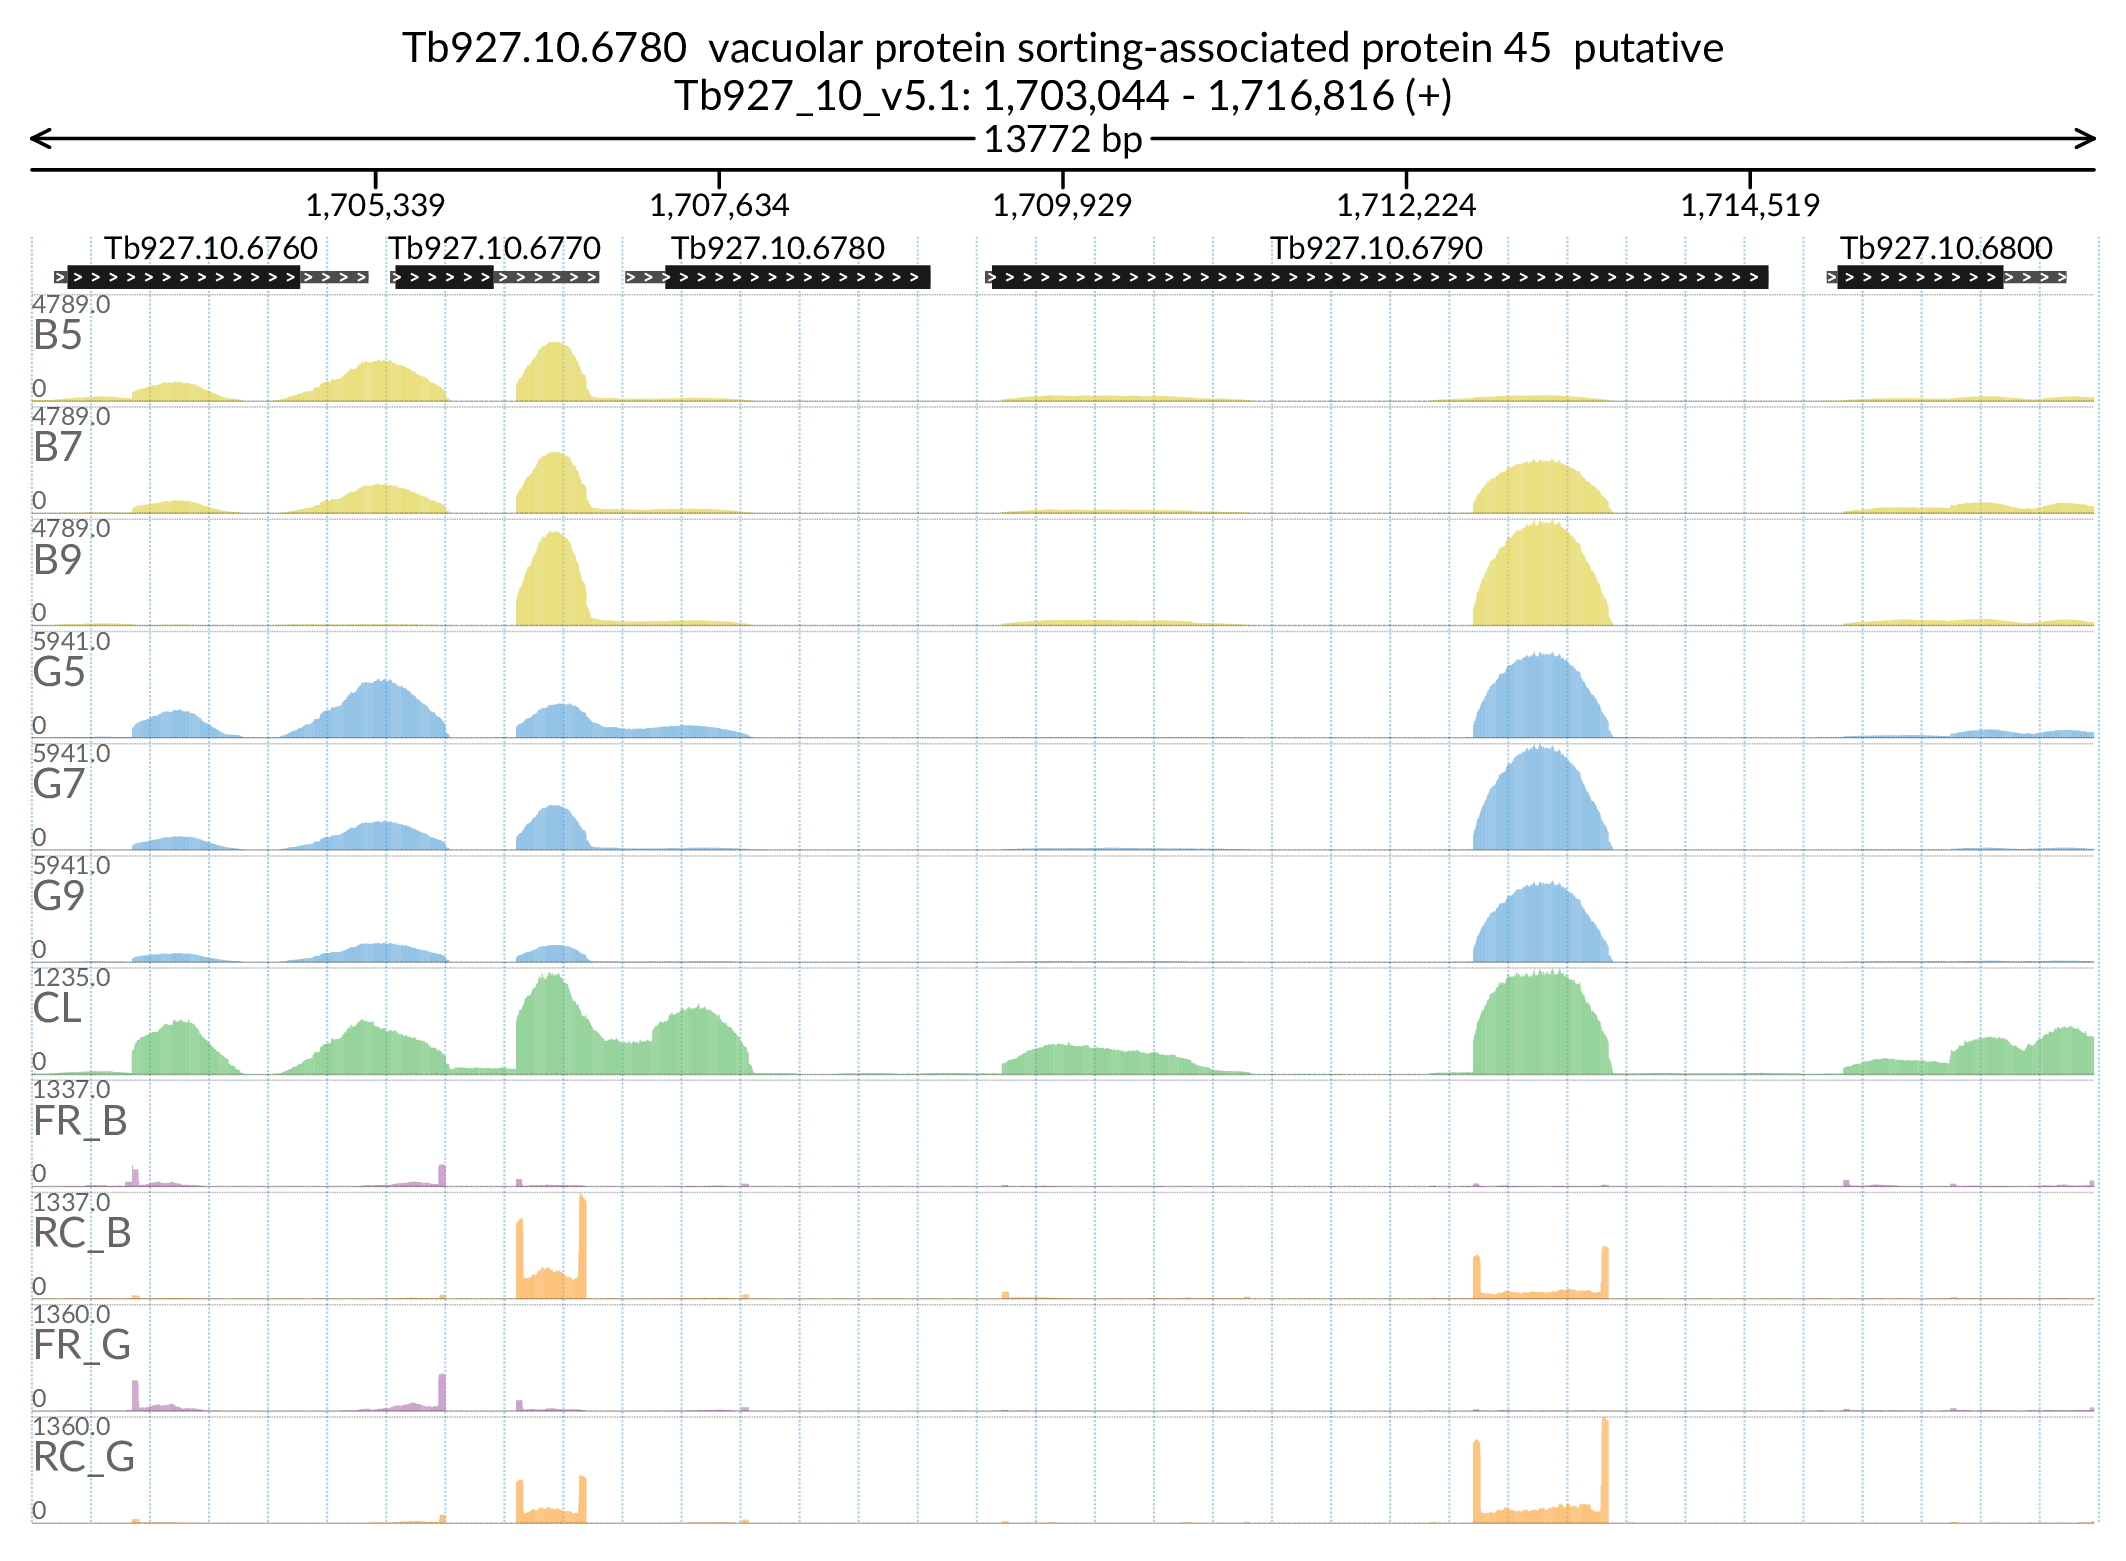 Tb927.10.6780  vacuolar protein sorting-associated protein 45  putative
Tb927_10_v5.1: 1,703,044 - 1,716,816 (+)
13772 bp
1,705,339 1,707,634 1,709,929 1,712,224 1,714,519
Tb927.10.6760 Tb927.10.6770 Tb927.10.6780 Tb927.10.6790 Tb927.10.6800
4789.0
B5
0
4789.0
B7
0
4789.0
B9
0
5941.0
G5
0
5941.0
G7
0
5941.0
G9
0
1235.0
CL
0
1337.0
FR_B
0
1337.0
RC_B
0
1360.0
FR_G
0
1360.0
RC_G
0